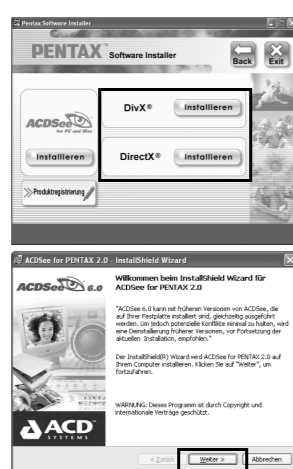 Pentax Software Installer
PENTAX™ Software Installer
Back Exit
DivX® Installieren
ACDSee
for PC and Mac
DirectX® Installieren
Installieren
Produktregistrierung
ACDSee for PENTAX 2.0 - InstallShield Wizard
ACDSee 6.0
Willkommen beim InstallShield Wizard für
ACDSee for PENTAX 2.0
"ACDSee 6.0 kann mit früheren Versionen von ACDSee, die
auf Ihrer Festplatte installiert sind, gleichzeitig ausgeführt
werden. Um jedoch potenzielle Konflikte minimal zu halten, wird
eine Deinstallierung früherer Versionen, vor Fortsetzung der
aktuellen Installation, empfohlen."
Der InstallShield(R) Wizard wird ACDSee for PENTAX 2.0 auf
Ihrem Computer installieren. Klicken Sie auf "Weiter", um
fortzufahren.
WARNUNG: Dieses Programm ist durch Copyright und
internationale Verträge geschützt.
ACD™
SYSTEMS
< Zurück Weiter > Abbrechen